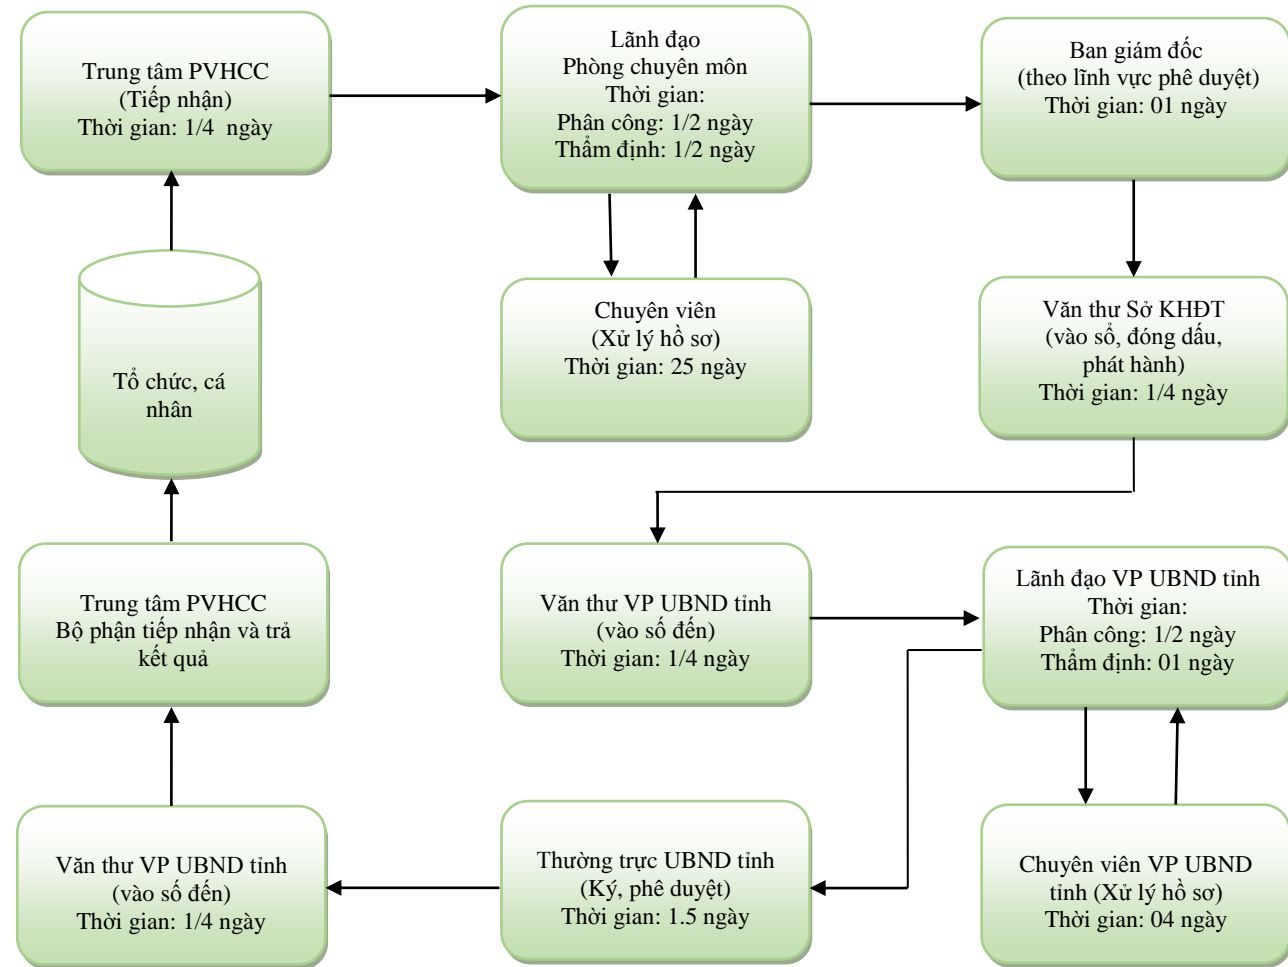 Trung tâm PVHCC
(Tiếp nhận)
Thời gian: 1/4 ngày
Lãnh đạo
Phòng chuyên môn
Thời gian:
Phân công: 1/2 ngày
Thẩm định: 1/2 ngày
Ban giám đốc
(theo lĩnh vực phê duyệt)
Thời gian: 01 ngày
Tổ chức, cá
nhân
Chuyên viên
(Xử lý hồ sơ)
Thời gian: 25 ngày
Văn thư Sở KHĐT
(vào sổ, đóng dấu,
phát hành)
Thời gian: 1/4 ngày
Trung tâm PVHCC
Bộ phận tiếp nhận và trả
kết quả
Văn thư VP UBND tỉnh
(vào số đến)
Thời gian: 1/4 ngày
Lãnh đạo VP UBND tỉnh
Thời gian:
Phân công: 1/2 ngày
Thẩm định: 01 ngày
Văn thư VP UBND tỉnh
(vào số đến)
Thời gian: 1/4 ngày
Thường trực UBND tỉnh
(Ký, phê duyệt)
Thời gian: 1.5 ngày
Chuyên viên VP UBND
tỉnh (Xử lý hồ sơ)
Thời gian: 04 ngày